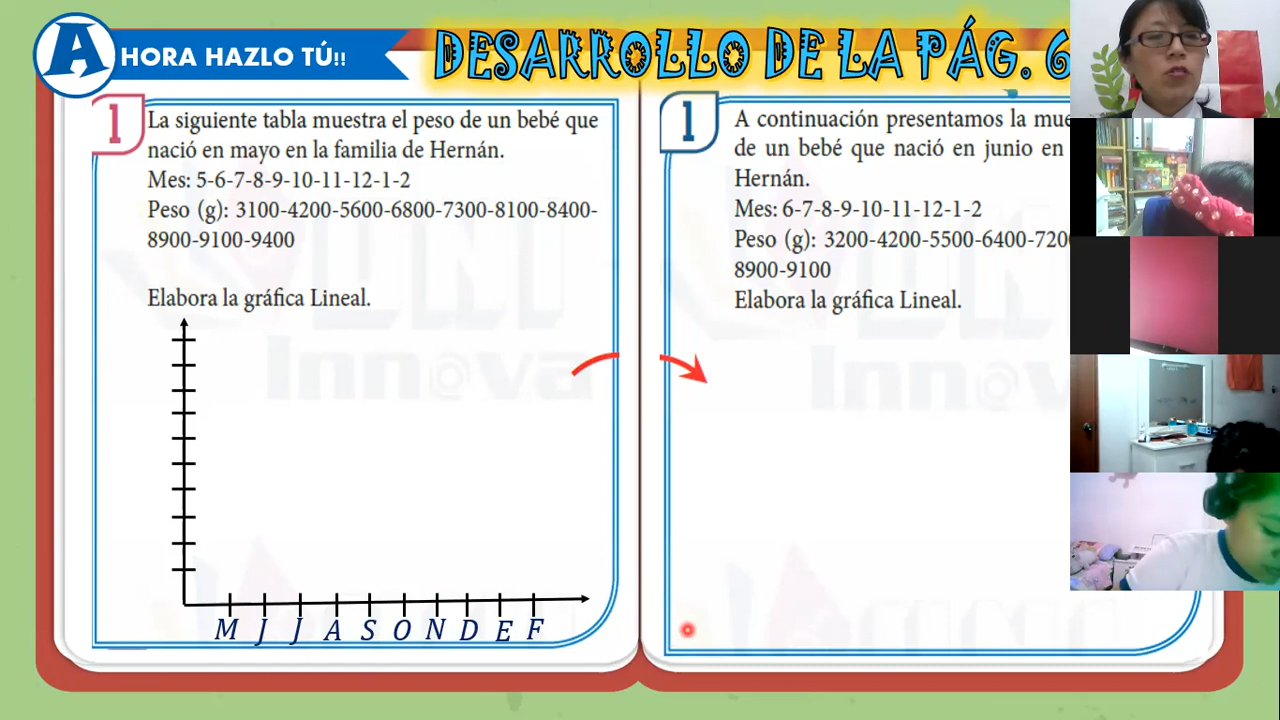 AHORA HAZLO TÚ!!
DESARROLLO DE LA PÁG. 6
1
La siguiente tabla muestra el peso de un bebé que
nació en mayo en la familia de Hernán.
Mes: 5-6-7-8-9-10-11-12-1-2
Peso (g): 3100-4200-5600-6800-7300-8100-8400-
8900-9100-9400
Elabora la gráfica Lineal.
M J J A S O N D E F
1
A continuación presentamos la
de un bebé que nació en junio en
Hernán.
Mes: 6-7-8-9-10-11-12-1-2
Peso (g): 3200-4200-5500-6400-720
8900-9100
Elabora la gráfica Lineal.
UNI
Inn@va
Inn@v